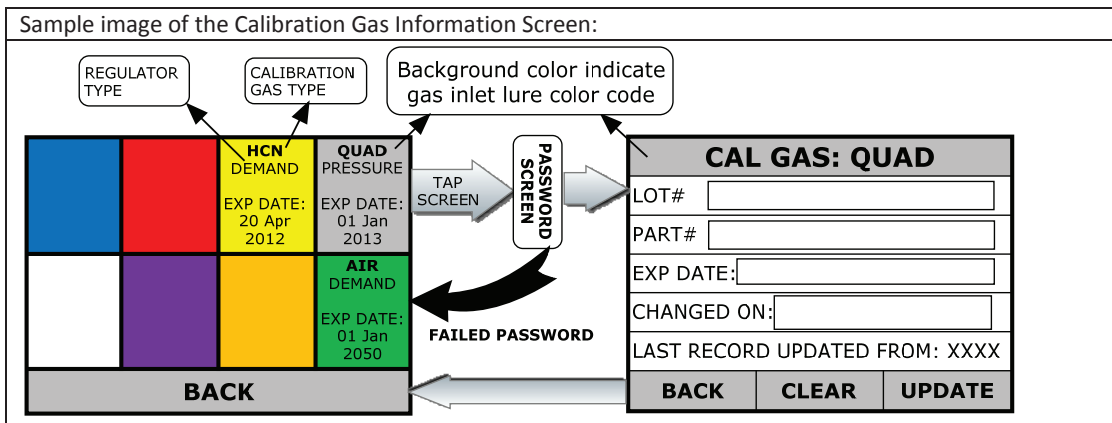 Sample image of the Calibration Gas Information Screen:
REGULATOR
TYPE
CALIBRATION
GAS TYPE
Background color indicate
gas inlet lure color code
HCN
DEMAND
EXP DATE:
20 Apr
2012
QUAD
PRESSURE
EXP DATE:
01 Jan
2013
AIR
DEMAND
EXP DATE:
01 Jan
2050
BACK
TAP
SCREEN
PASSWORD
SCREEN
FAILED PASSWORD
CAL GAS: QUAD
LOT#
PART#
EXP DATE:
CHANGED ON:
LAST RECORD UPDATED FROM: XXXX
BACK CLEAR UPDATE